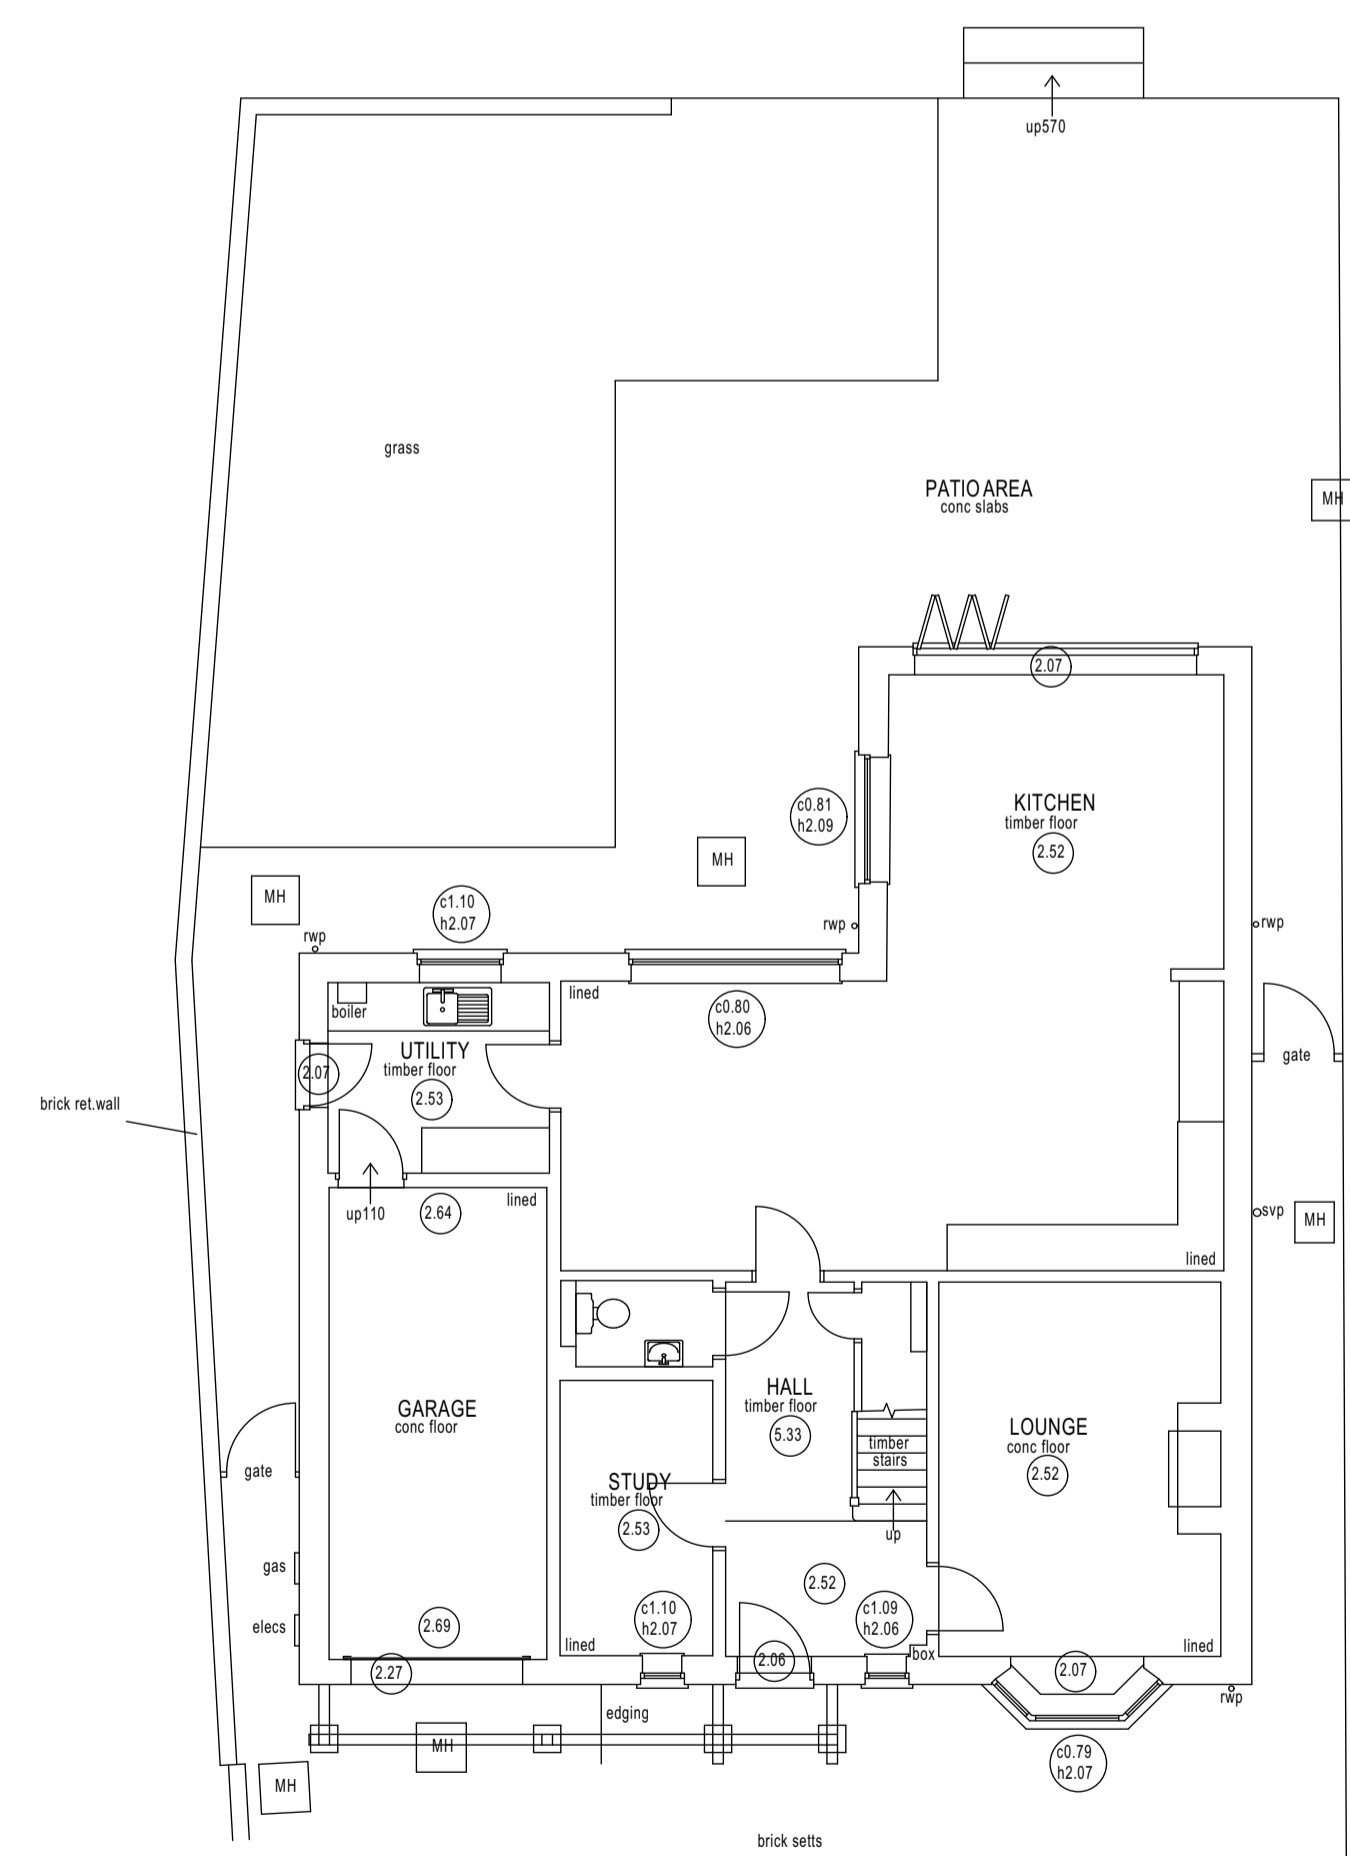 up570
grass
PATIO AREA
conc slabs
MH
2.07
c0.81
h2.09
KITCHEN
timber floor
2.52
MH
MH
c1.10
h2.07
rwp
rwp
rwp
lined
boiler
c0.80
h2.06
UTILITY
timber floor
2.07
2.53
gate
brick ret.wall
up110
2.64
lined
svp
MH
lined
GARAGE
conc floor
HALL
timber floor
5.33
timber
stairs
LOUNGE
conc floor
2.52
gate
STUDY
timber floor
2.53
up
gas
elecs
2.52
c1.10
h2.07
c1.09
h2.06
2.69
lined
2.06
box
lined
2.27
2.07
rwp
edging
MH
MH
c0.79
h2.07
brick setts